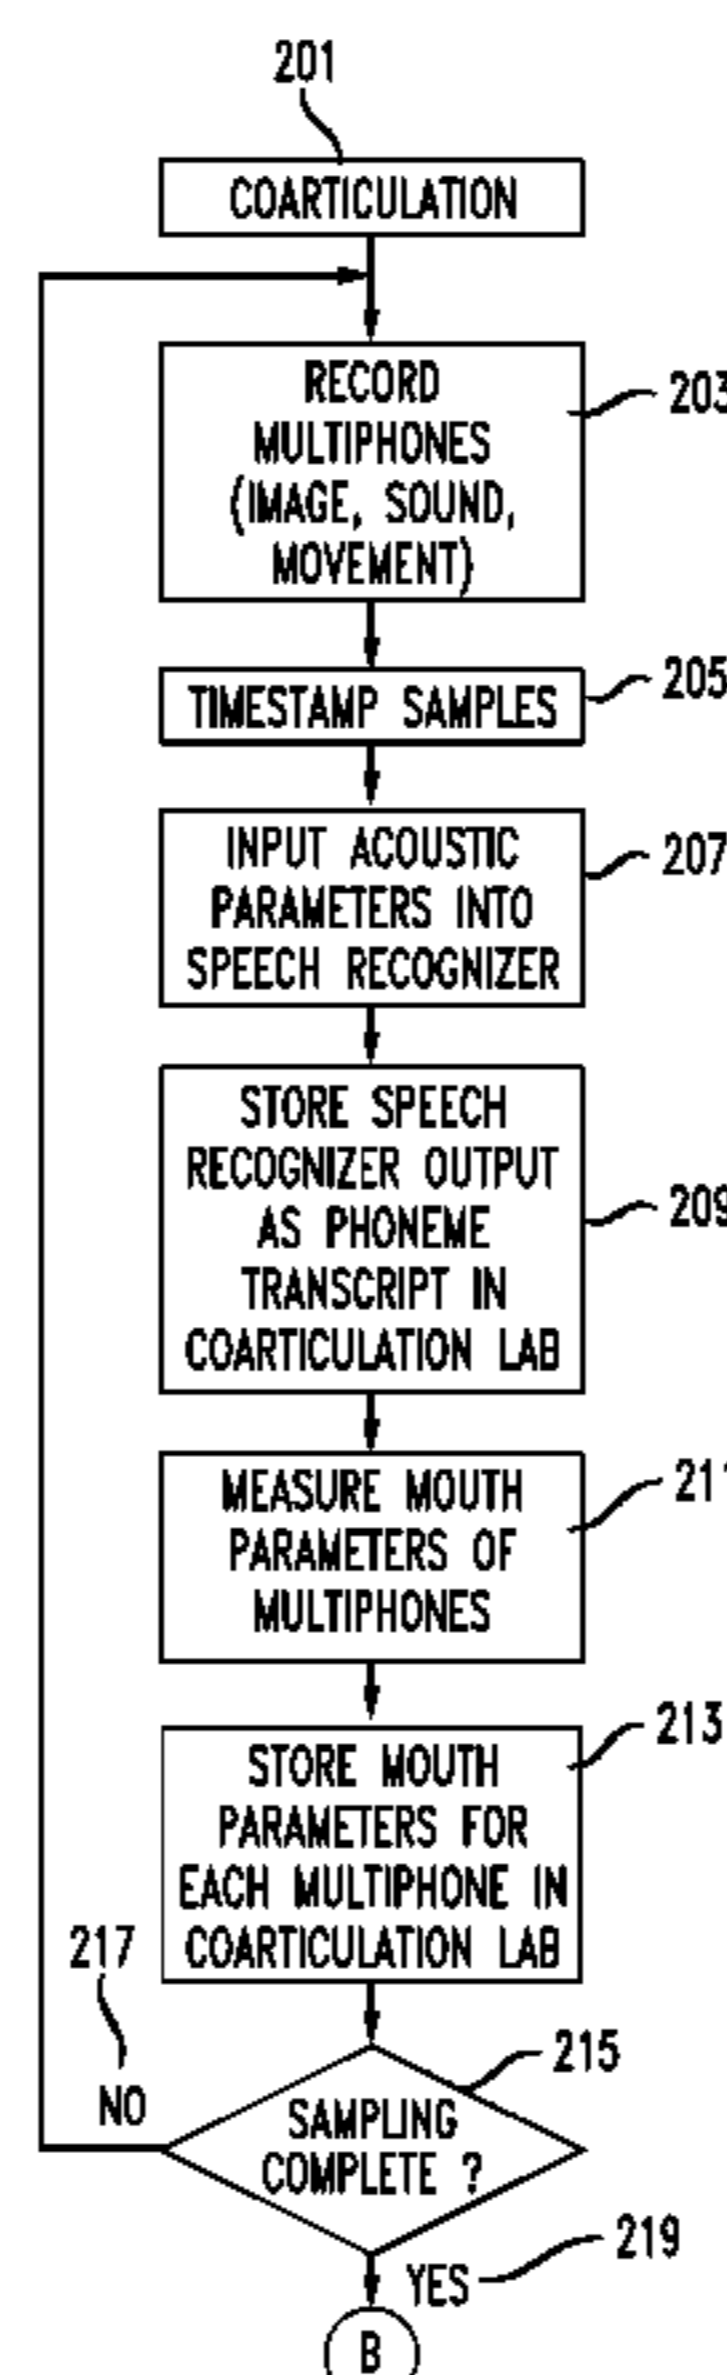 201
COARTICULATION
RECORD
MULTIPHONES
(IMAGE, SOUND,
MOVEMENT)
203
TIMESTAMP SAMPLES
205
INPUT ACOUSTIC
PARAMETERS INTO
SPEECH RECOGNIZER
207
STORE SPEECH
RECOGNIZER OUTPUT
AS PHONEME
TRANSCRIPT IN
COARTICULATION LAB
209
MEASURE MOUTH
PARAMETERS OF
MULTIPHONES
211
STORE MOUTH
PARAMETERS FOR
EACH MULTIPHONE IN
COARTICULATION LAB
213
217
NO
215
SAMPLING
COMPLETE ?
219
YES
B